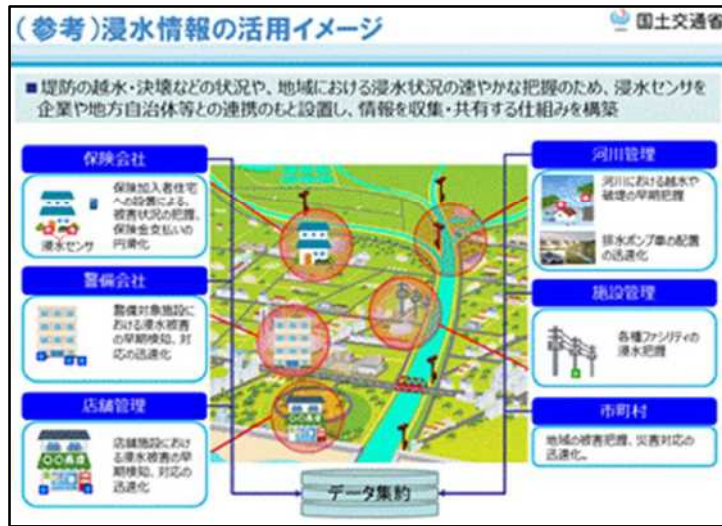 (参考)浸水情報の活用イメージ
国土交通省
■堤防の越水・決壊などの状況や、地域における浸水状況の速やかな把握のため、浸水センサを
企業や地方自治体等との連携のもと設置し、情報を収集・共有する仕組みを構築
保険会社
保険加入者住宅
への設置による、
被害状況の把握、
保険金支払いの
円滑化
浸水センサ
警備会社
警備対象施設に
おける浸水被害
の早期検知、対
応の迅速化
店舗管理
店舗施設におけ
る浸水被害の早
期検知、対応の
迅速化
河川管理
河川における越水や
破堤の早期把握
排水ポンプ車の配置
の迅速化
施設管理
各種ファシリティの
浸水把握
市町村
地域の被害把握、災害対応の
迅速化。
データ集約